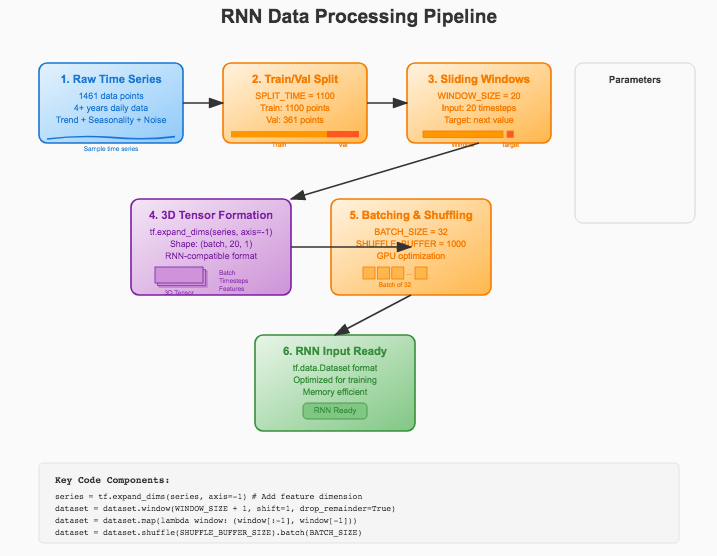 RNN Data Processing Pipeline
1. Raw Time Series
1461 data points
4+ years daily data
Trend + Seasonality + Noise
Sample time series
2. Train/Val Split
SPLIT_TIME = 1100
Train: 1100 points
Val: 361 points
Train
Val
3. Sliding Windows
WINDOW_SIZE = 20
Input: 20 timesteps
Target: next value
Window
Target
Parameters
4. 3D Tensor Formation
tf.expand_dims(series, axis=-1)
Shape: (batch, 20, 1)
RNN-compatible format
Batch
Timesteps
Features
3D Tensor
5. Batching & Shuffling
BATCH_SIZE = 32
SHUFFLE_BUFFER = 1000
GPU optimization
...
Batch of 32
6. RNN Input Ready
tf.data.Dataset format
Optimized for training
Memory efficient
RNN Ready
Key Code Components:
series = tf.expand_dims(series, axis=-1) # Add feature dimension
dataset = dataset.window(WINDOW_SIZE + 1, shift=1, drop_remainder=True)
dataset = dataset.map(lambda window: (window[:-1], window[-1]))
dataset = dataset.shuffle(SHUFFLE_BUFFER_SIZE).batch(BATCH_SIZE)